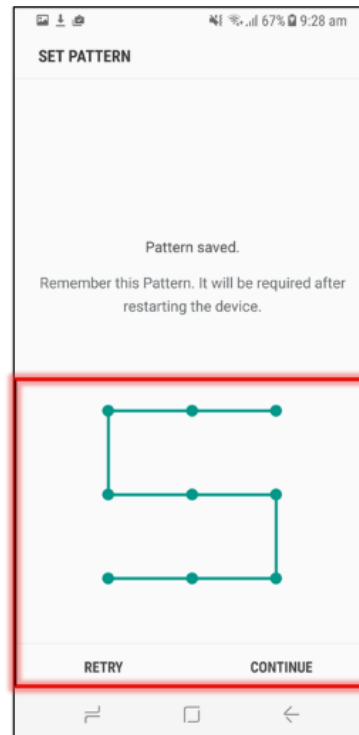 67% 9:28 am
SET PATTERN
Pattern saved.
Remember this Pattern. It will be required after
restarting the device.
RETRY CONTINUE